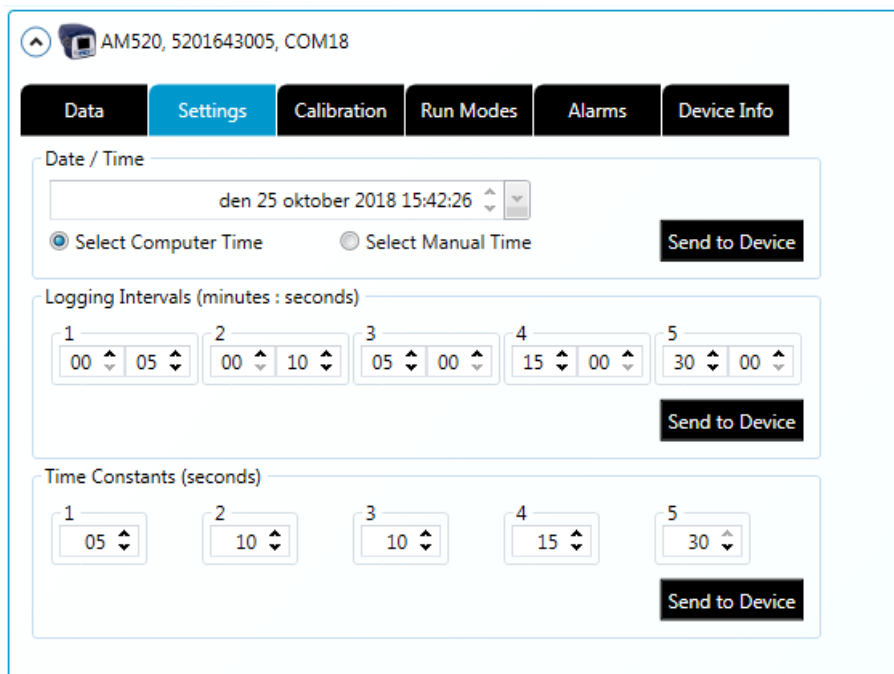 AM520, 5201643005, COM18
Data Settings Calibration Run Modes Alarms Device Info
Date / Time
den 25 oktober 2018 15:42:26
Select Computer Time Select Manual Time Send to Device
Logging Intervals (minutes : seconds)
1 2 3 4 5
00 05 00 10 05 00 15 00 30 00
Send to Device
Time Constants (seconds)
1 2 3 4 5
05 10 10 15 30
Send to Device